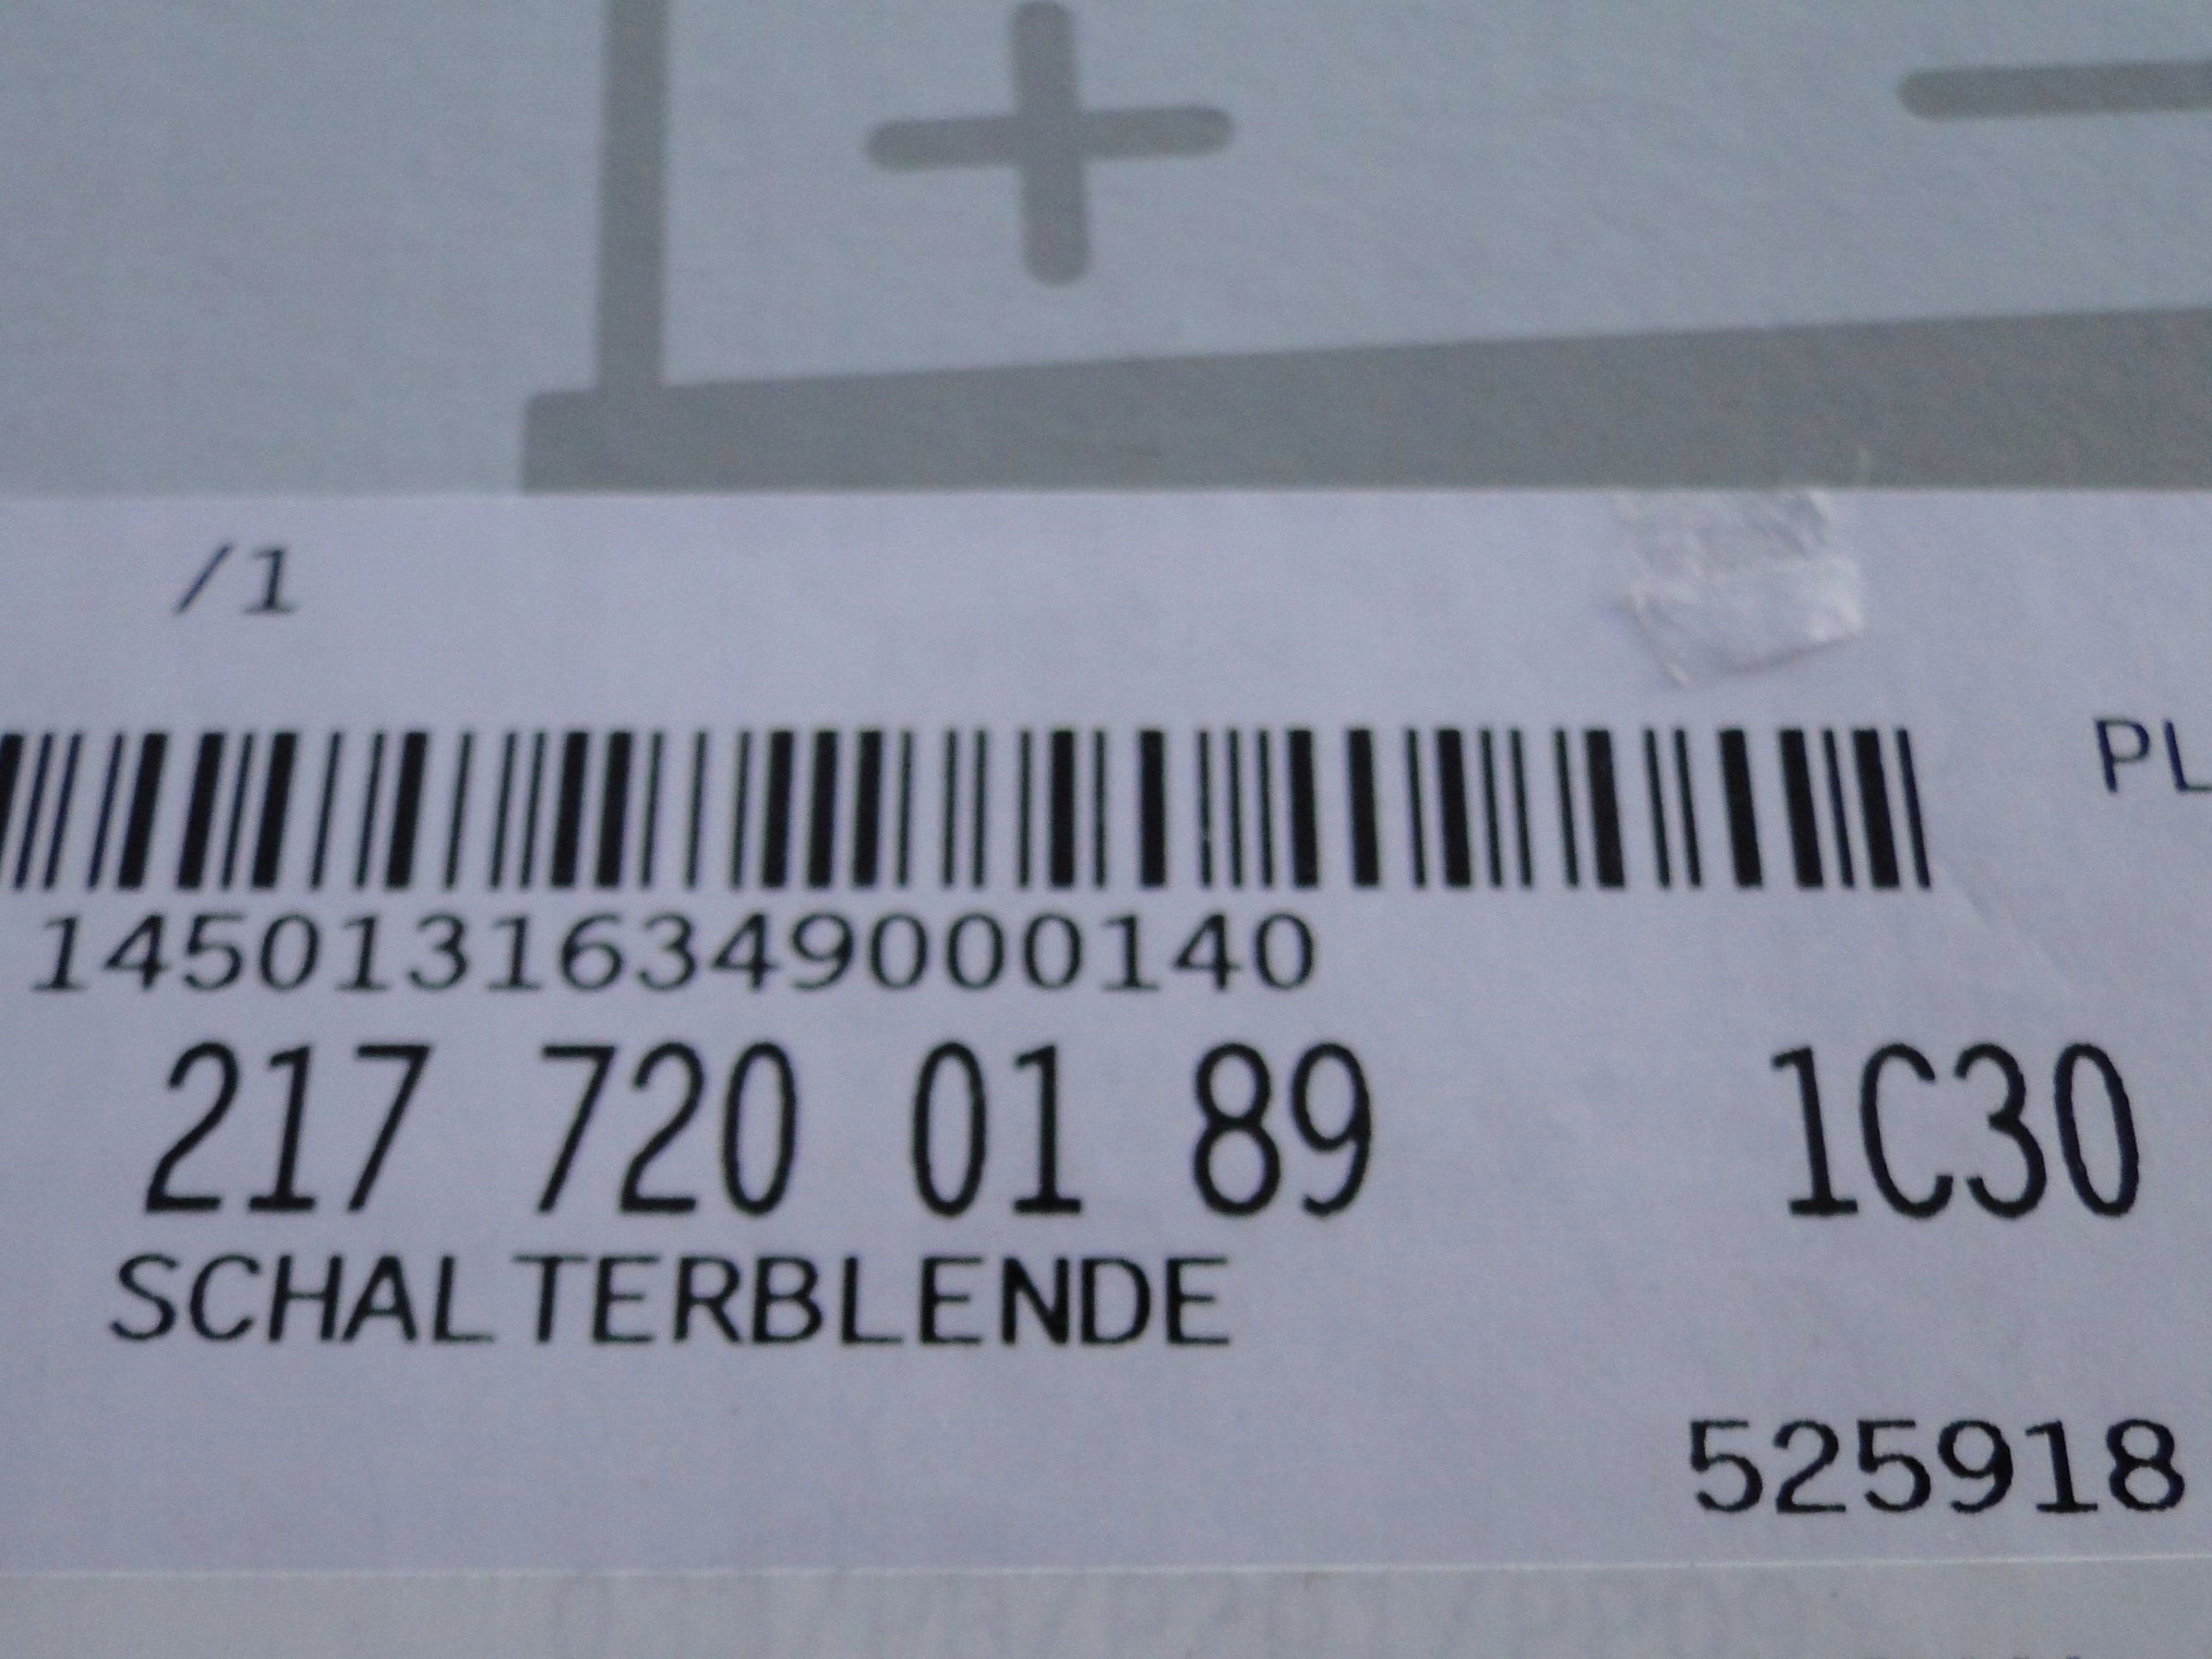 /1
PL
14501316349000140
217 720 01 89 1C30
SCHALTERBLENDE
525918